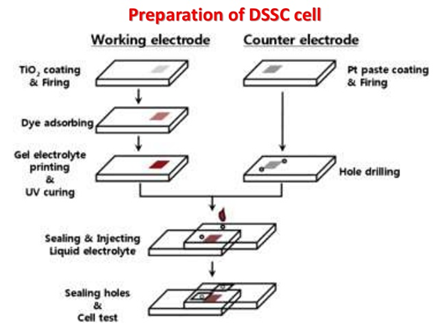 Preparation of DSSC cell
Working electrode
Counter electrode
TiO₂ coating
& Firing
Pt paste coating
& Firing
Dye adsorbing
Gel electrolyte
printing
&
UV curing
Hole drilling
Sealing & Injecting
Liquid electrolyte
Sealing holes
&
Cell test